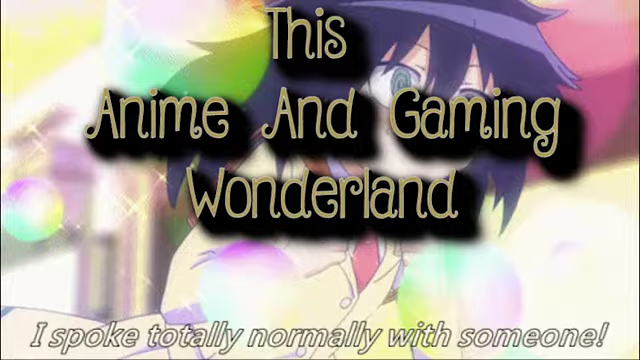 This
Anime And Gaming
Wonderland
I spoke totally normally with someone!